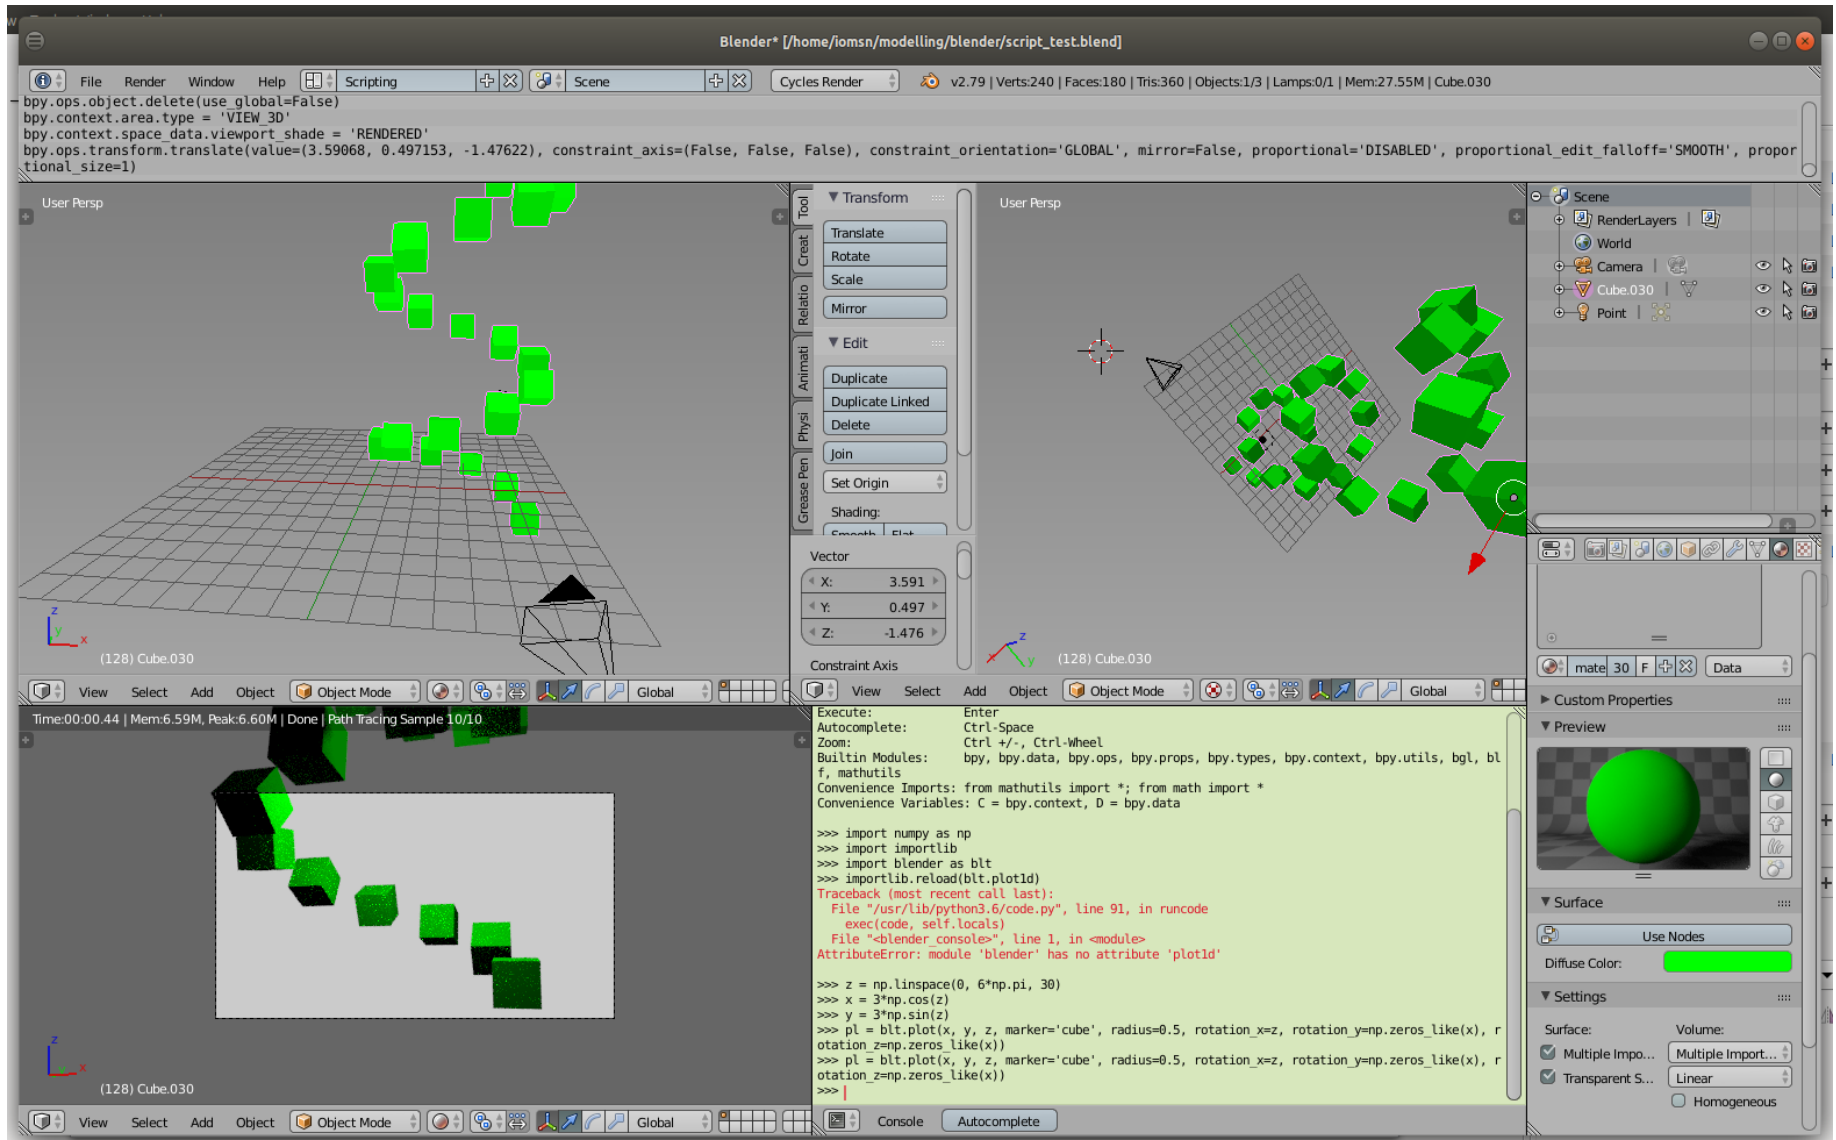 Blender* [/home/iomsn/modelling/blender/script_test.blend]
File Render Window Help Scripting Scene Cycles Render v2.79 | Verts:240 | Faces:180 | Tris:360 | Objects:1/3 | Lamps:0/1 | Mem:27.55M | Cube.030
bpy.ops.object.delete(use_global=False)
bpy.context.area.type = 'VIEW_3D'
bpy.context.space_data.viewport_shade = 'RENDERED'
bpy.ops.transform.translate(value=(3.59068, 0.497153, -1.47622), constraint_axis=(False, False, False), constraint_orientation='GLOBAL', mirror=False, proportional='DISABLED', proportional_edit_falloff='SMOOTH', propor
tional_size=1)
User Persp
z
y
x
(128) Cube.030
View Select Add Object Object Mode Global
Tool
Creat
Relatio
Animati
Physi
Grease Pen
Transform
Translate
Rotate
Scale
Mirror
Edit
Duplicate
Duplicate Linked
Delete
Join
Set Origin
Shading:
Smooth Flat
Vector
X: 3.591
Y: 0.497
Z: -1.476
Constraint Axis
User Persp
z
x
y
(128) Cube.030
View Select Add Object Object Mode Global
Scene
RenderLayers
World
Camera
Cube.030
Point
mate 30 F Data
Custom Properties
Preview
Surface
Use Nodes
Diffuse Color:
Settings
Surface: Volume:
Multiple Impo... Multiple Import...
Transparent S... Linear
Homogeneous
Time:00:00.44 | Mem:6.59M, Peak:6.60M | Done | Path Tracing Sample 10/10
z
y
x
(128) Cube.030
View Select Add Object Object Mode Global
Execute: Enter
Autocomplete: Ctrl-Space
Zoom: Ctrl +/-, Ctrl-Wheel
Builtin Modules: bpy, bpy.data, bpy.ops, bpy.props, bpy.types, bpy.context, bpy.utils, bgl, bl
f, mathutils
Convenience Imports: from mathutils import *; from math import *
Convenience Variables: C = bpy.context, D = bpy.data
>>> import numpy as np
>>> import importlib
>>> import blender as blt
>>> importlib.reload(blt.plot1d)
Traceback (most recent call last):
File "/usr/lib/python3.6/code.py", line 91, in runcode
exec(code, self.locals)
File "<blender_console>", line 1, in <module>
AttributeError: module 'blender' has no attribute 'plot1d'
>>> z = np.linspace(0, 6*np.pi, 30)
>>> x = 3*np.cos(z)
>>> y = 3*np.sin(z)
>>> pl = blt.plot(x, y, z, marker='cube', radius=0.5, rotation_x=z, rotation_y=np.zeros_like(x), r
otation_z=np.zeros_like(x))
>>> pl = blt.plot(x, y, z, marker='cube', radius=0.5, rotation_x=z, rotation_y=np.zeros_like(x), r
otation_z=np.zeros_like(x))
>>>
Console Autocomplete